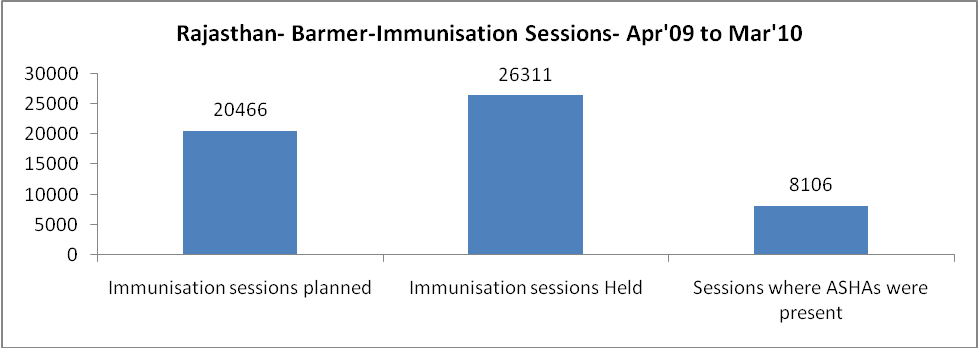 Rajasthan- Barmer-Immunisation Sessions- Apr'09 to Mar'10
30000
25000
20000
15000
10000
5000
0
20466
26311
8106
Immunisation sessions planned
Immunisation sessions Held
Sessions where ASHAs were
present